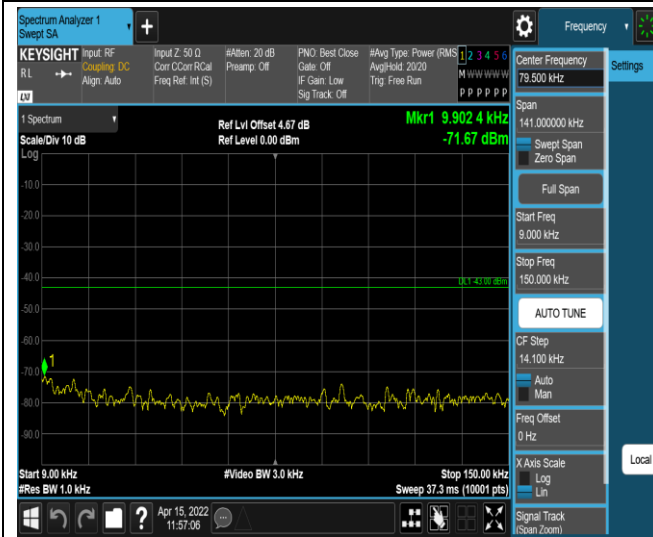 Spectrum Analyzer 1
Swept SA
+
Frequency
KEYSIGHT
RL
LXI
Input: RF
Coupling: DC
Align: Auto
Input Z: 50 Ω
Corr CCorr RCal
Freq Ref: Int (S)
#Atten: 20 dB
Preamp: Off
PNO: Best Close
Gate: Off
IF Gain: Low
Sig Track: Off
#Avg Type: Power (RMS
Avg|Hold: 20/20
Trig: Free Run
1 2 3 4 5 6
M W W W W W
P P P P P P
1 Spectrum
Scale/Div 10 dB
Log
Ref Lvl Offset 4.67 dB
Ref Level 0.00 dBm
Mkr1 9.902 4 kHz
-71.67 dBm
-10.0
-20.0
-30.0
-40.0
DL1 -43.00 dBm
-50.0
-60.0
1
-70.0
-80.0
-90.0
Start 9.00 kHz
#Res BW 1.0 kHz
#Video BW 3.0 kHz
Stop 150.00 kHz
Sweep 37.3 ms (10001 pts)
?
Apr 15, 2022
11:57:06
Center Frequency
79.500 kHz
Span
141.000000 kHz
Swept Span
Zero Span
Full Span
Start Freq
9.000 kHz
Stop Freq
150.000 kHz
AUTO TUNE
CF Step
14.100 kHz
Auto
Man
Freq Offset
0 Hz
X Axis Scale
Log
Lin
Signal Track
(Span Zoom)
Settings
Local